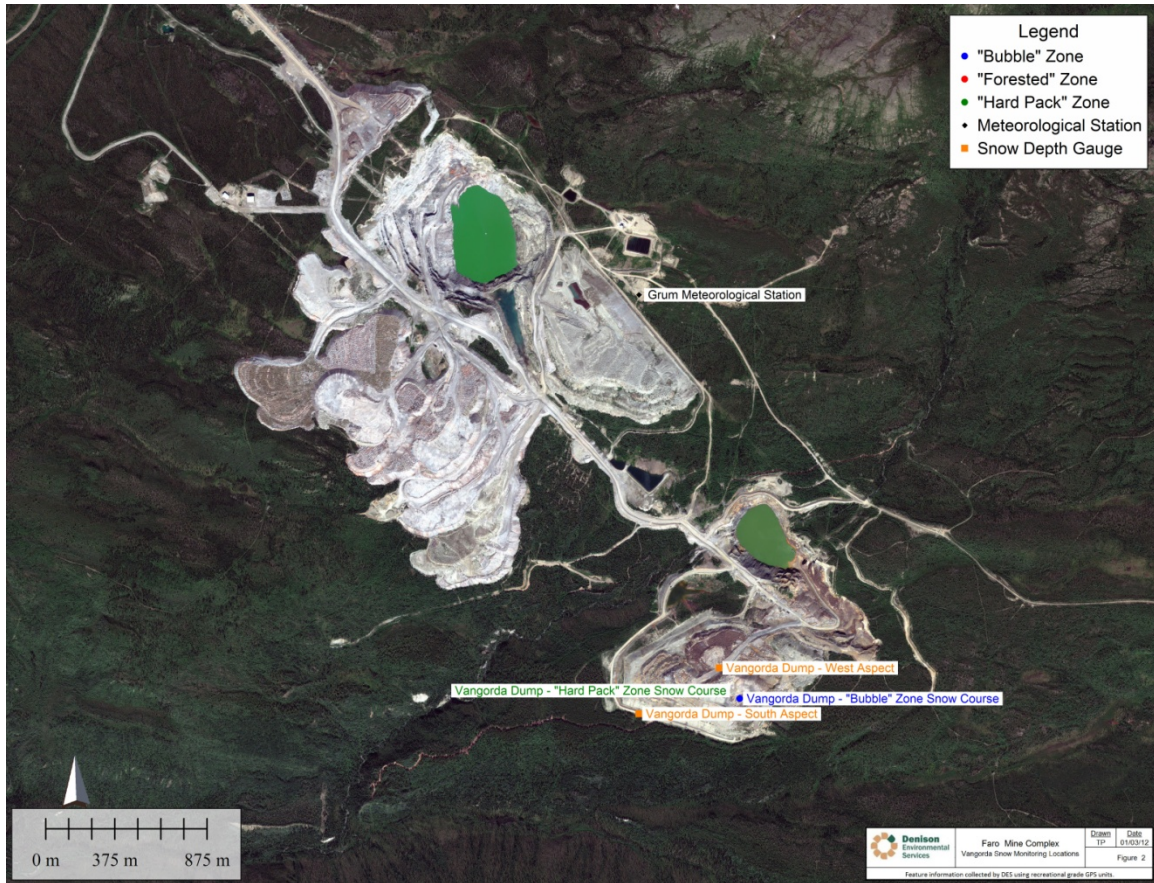 Legend
"Bubble" Zone
"Forested" Zone
"Hard Pack" Zone
Meteorological Station
Snow Depth Gauge
Grum Meteorological Station
Vangorda Dump - West Aspect
Vangorda Dump - "Hard Pack" Zone Snow Course
Vangorda Dump - "Bubble" Zone Snow Course
Vangorda Dump - South Aspect
0 m 375 m 875 m
Denison
Environmental
Services
Faro Mine Complex
Vangorda Snow Monitoring Locations
Drawn Date
TP 01/03/12
Figure 2
Feature information collected by DES using recreational grade GPS units.